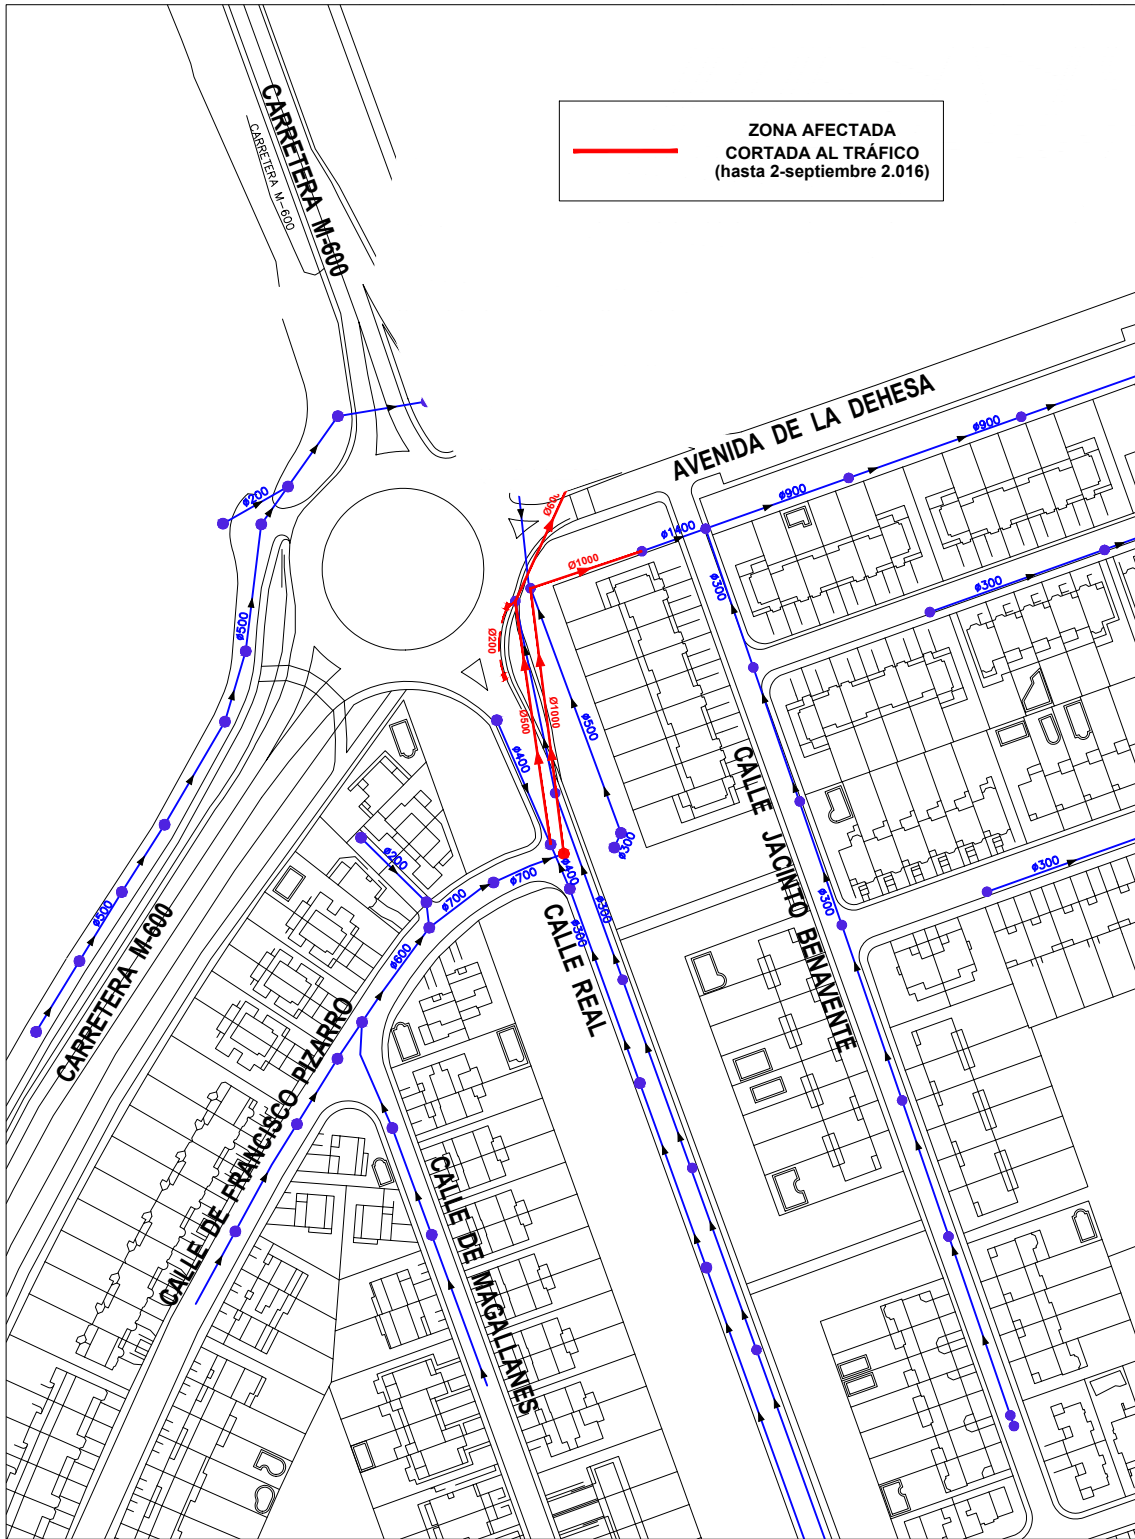 CARRETERA M-600
CARRETERA M-600
ZONA AFECTADA
CORTADA AL TRÁFICO
(hasta 2-septiembre 2.016)
AVENIDA DE LA DEHESA
ø900
ø900
ø200
ø1400
Ø1000
ø300
ø300
ø500
Ø200
Ø500
Ø1000
ø500
ø400
CALLE JACINTO BENAVENTE
ø300
ø200
ø400
ø700
ø700
ø300
ø300
ø500
ø600
ø300
ø300
CALLE REAL
CARRETERA M-600
CALLE DE FRANCISCO PIZARRO
CALLE DE MAGALLANES